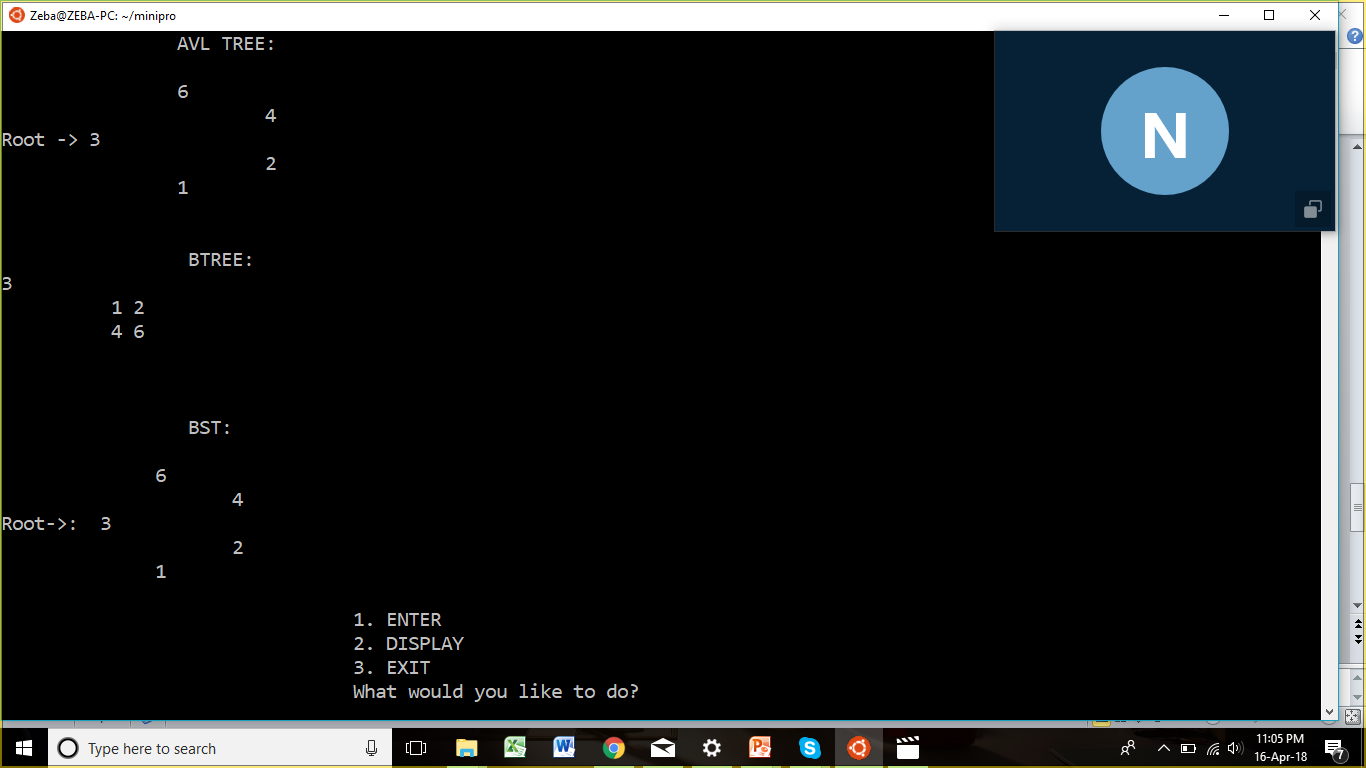 Zeba@ZEBA-PC: ~/minipro
AVL TREE:
6
4
Root -> 3
2
1
N
BTREE:
3
1 2
4 6
BST:
6
4
Root->: 3
2
1
1. ENTER
2. DISPLAY
3. EXIT
What would you like to do?
Type here to search
11:05 PM
16-Apr-18
7